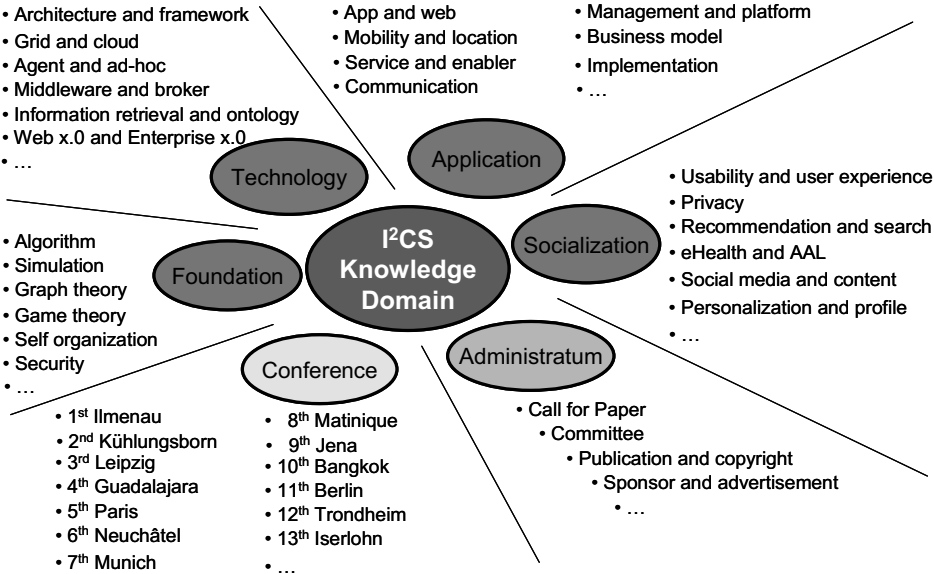 • Architecture and framework
• Grid and cloud
• Agent and ad-hoc
• Middleware and broker
• Information retrieval and ontology
• Web x.0 and Enterprise x.0
• ...
• App and web
• Mobility and location
• Service and enabler
• Communication
• Management and platform
• Business model
• Implementation
• ...
Technology
Application
• Usability and user experience
• Privacy
• Recommendation and search
• eHealth and AAL
• Social media and content
• Personalization and profile
• ...
Socialization
I²CS
Knowledge
Domain
Foundation
• Algorithm
• Simulation
• Graph theory
• Game theory
• Self organization
• Security
• ...
Conference
Administratum
• 1st Ilmenau
• 2nd Kühlungsborn
• 3rd Leipzig
• 4th Guadalajara
• 5th Paris
• 6th Neuchâtel
• 7th Munich
• 8th Matinique
• 9th Jena
• 10th Bangkok
• 11th Berlin
• 12th Trondheim
• 13th Iserlohn
• ...
• Call for Paper
• Committee
• Publication and copyright
• Sponsor and advertisement
• ...